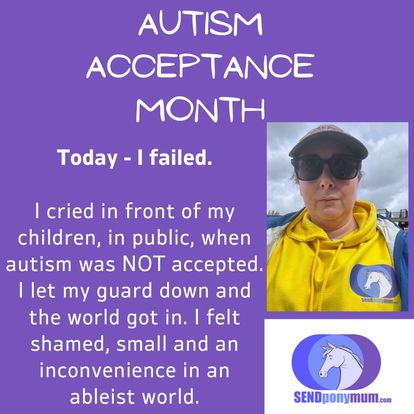 AUTISM
ACCEPTANCE
MONTH
Today - I failed.
I cried in front of my
children, in public, when
autism was NOT accepted.
I let my guard down and
the world got in. I felt
shamed, small and an
inconvenience in an
ableist world.
SENDponymum.com
SENDponymum.com